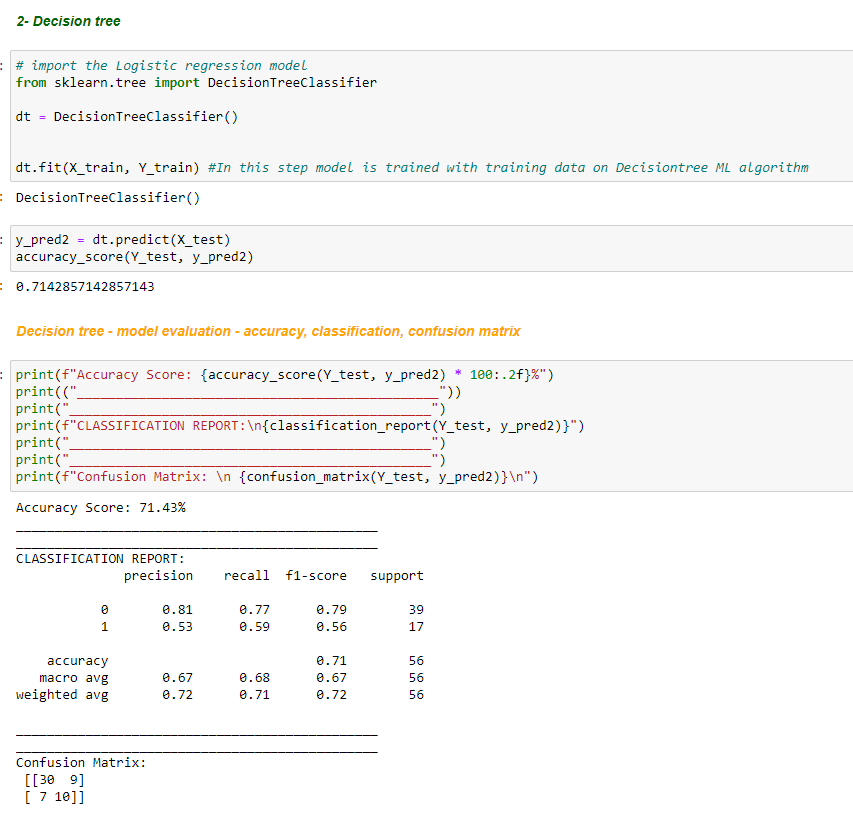 2- Decision tree
: # import the Logistic regression model
from sklearn.tree import DecisionTreeClassifier
dt = DecisionTreeClassifier()
dt.fit(X_train, Y_train) #In this step model is trained with training data on Decisiontree ML algorithm
: DecisionTreeClassifier()
: y_pred2 = dt.predict(X_test)
accuracy_score(Y_test, y_pred2)
: 0.7142857142857143
Decision tree - model evaluation - accuracy, classification, confusion matrix
: print(f"Accuracy Score: {accuracy_score(Y_test, y_pred2) * 100:.2f}%")
print(("_______________________________________________"))
print("_______________________________________________")
print(f"CLASSIFICATION REPORT:\n{classification_report(Y_test, y_pred2)}")
print("_______________________________________________")
print("_______________________________________________")
print(f"Confusion Matrix: \n {confusion_matrix(Y_test, y_pred2)}\n")
Accuracy Score: 71.43%
_______________________________________________
_______________________________________________
CLASSIFICATION REPORT:
              precision    recall  f1-score   support
           0       0.81      0.77      0.79        39
           1       0.53      0.59      0.56        17
    accuracy                           0.71        56
   macro avg       0.67      0.68      0.67        56
weighted avg       0.72      0.71      0.72        56
_______________________________________________
_______________________________________________
Confusion Matrix:
 [[30  9]
 [ 7 10]]